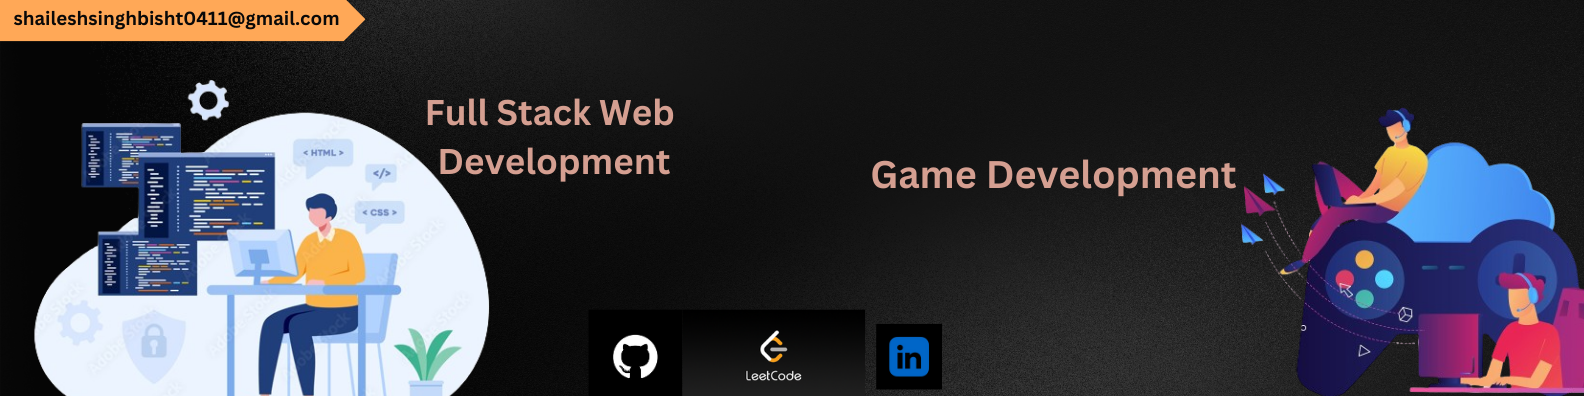 shaileshsinghbisht0411@gmail.com
Full Stack Web
Development
Game Development
< HTML >
</>
< CSS >
LeetCode
in